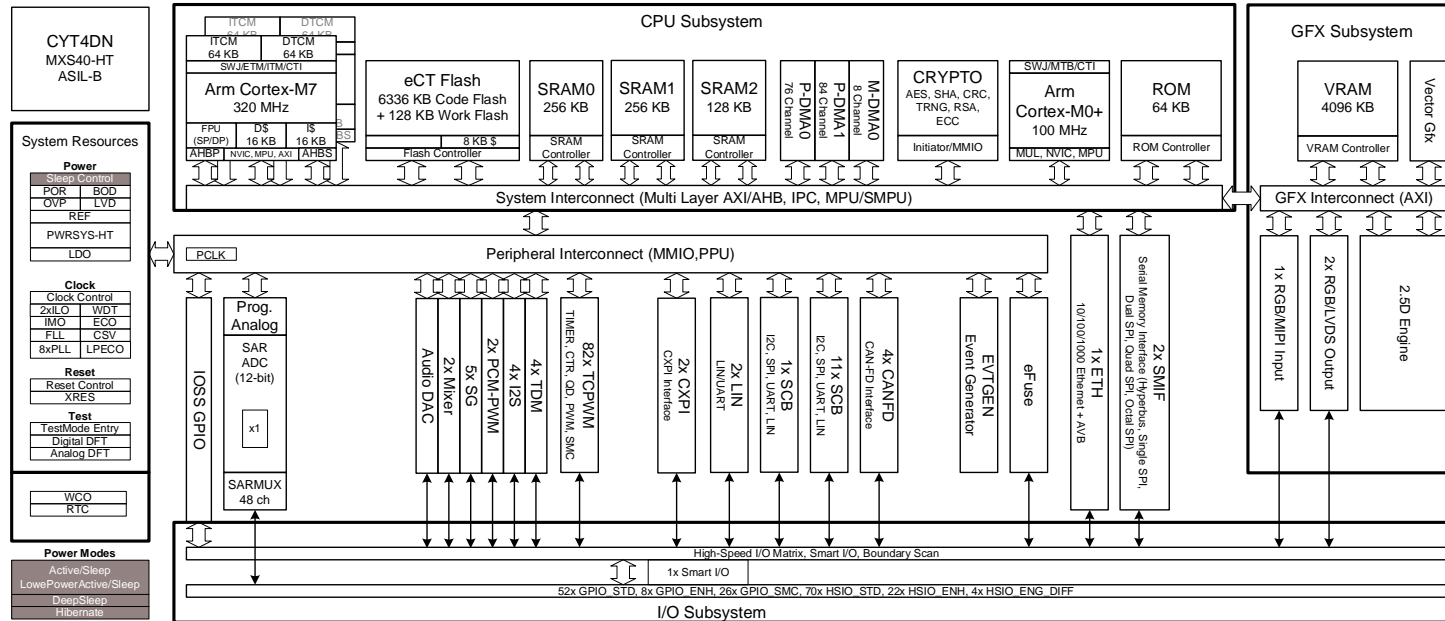 CYT4DN
MXS40-HT
ASIL-B
System Resources
Power
Sleep Control
POR BOD
OVP LVD
REF
PWRSYS-HT
LDO
Clock
Clock Control
2xILO WDT
IMO ECO
FLL CSV
8xPLL LPECO
Reset
Reset Control
XRES
Test
TestMode Entry
Digital DFT
Analog DFT
WCO
RTC
Power Modes
Active/Sleep
LowePowerActive/Sleep
DeepSleep
Hibernate
CPU Subsystem
ITCM
64 KB
DTCM
64 KB
ITCM
64 KB
DTCM
64 KB
SWJ/ETM/ITM/CTI
Arm Cortex-M7
320 MHz
FPU
(SP/DP)
D$
16 KB
I$
16 KB
AHBP
NVIC, MPU, AXI
AHBS
eCT Flash
6336 KB Code Flash
+ 128 KB Work Flash
8 KB $
Flash Controller
SRAM0
256 KB
SRAM
Controller
SRAM1
256 KB
SRAM
Controller
SRAM2
128 KB
SRAM
Controller
P-DMA0
76 Channel
P-DMA1
84 Channel
M-DMA0
8 Channel
CRYPTO
AES, SHA, CRC,
TRNG, RSA,
ECC
Initiator/MMIO
SWJ/MTB/CTI
Arm
Cortex-M0+
100 MHz
MUL, NVIC, MPU
ROM
64 KB
ROM Controller
System Interconnect (Multi Layer AXI/AHB, IPC, MPU/SMPU)
GFX Subsystem
VRAM
4096 KB
VRAM Controller
Vector Gfx
GFX Interconnect (AXI)
1x RGB/MIPI Input
2x RGB/LVDS Output
2.5D Engine
PCLK
Peripheral Interconnect (MMIO,PPU)
IOSS GPIO
Prog.
Analog
SAR
ADC
(12-bit)
x1
SARMUX
48 ch
Audio DAC
2x Mixer
5x SG
2x PCM-PWM
4x I2S
4x TDM
82x TCPWM
TIMER, CTR, QD, PWM, SMC
2x CXPI
CXPI Interface
2x LIN
LIN/UART
1x SCB
I2C, SPI, UART, LIN
11x SCB
I2C, SPI, UART, LIN
4x CANFD
CAN-FD Interface
EVTGEN
Event Generator
eFuse
1x ETH
10/100/1000 Ethernet + AVB
2x SMIF
Serial Memory Interface (Hyperbus, Single SPI,
Dual SPI, Quad SPI, Octal SPI)
High-Speed I/O Matrix, Smart I/O, Boundary Scan
1x Smart I/O
52x GPIO_STD, 8x GPIO_ENH, 26x GPIO_SMC, 70x HSIO_STD, 22x HSIO_ENH, 4x HSIO_ENG_DIFF
I/O Subsystem